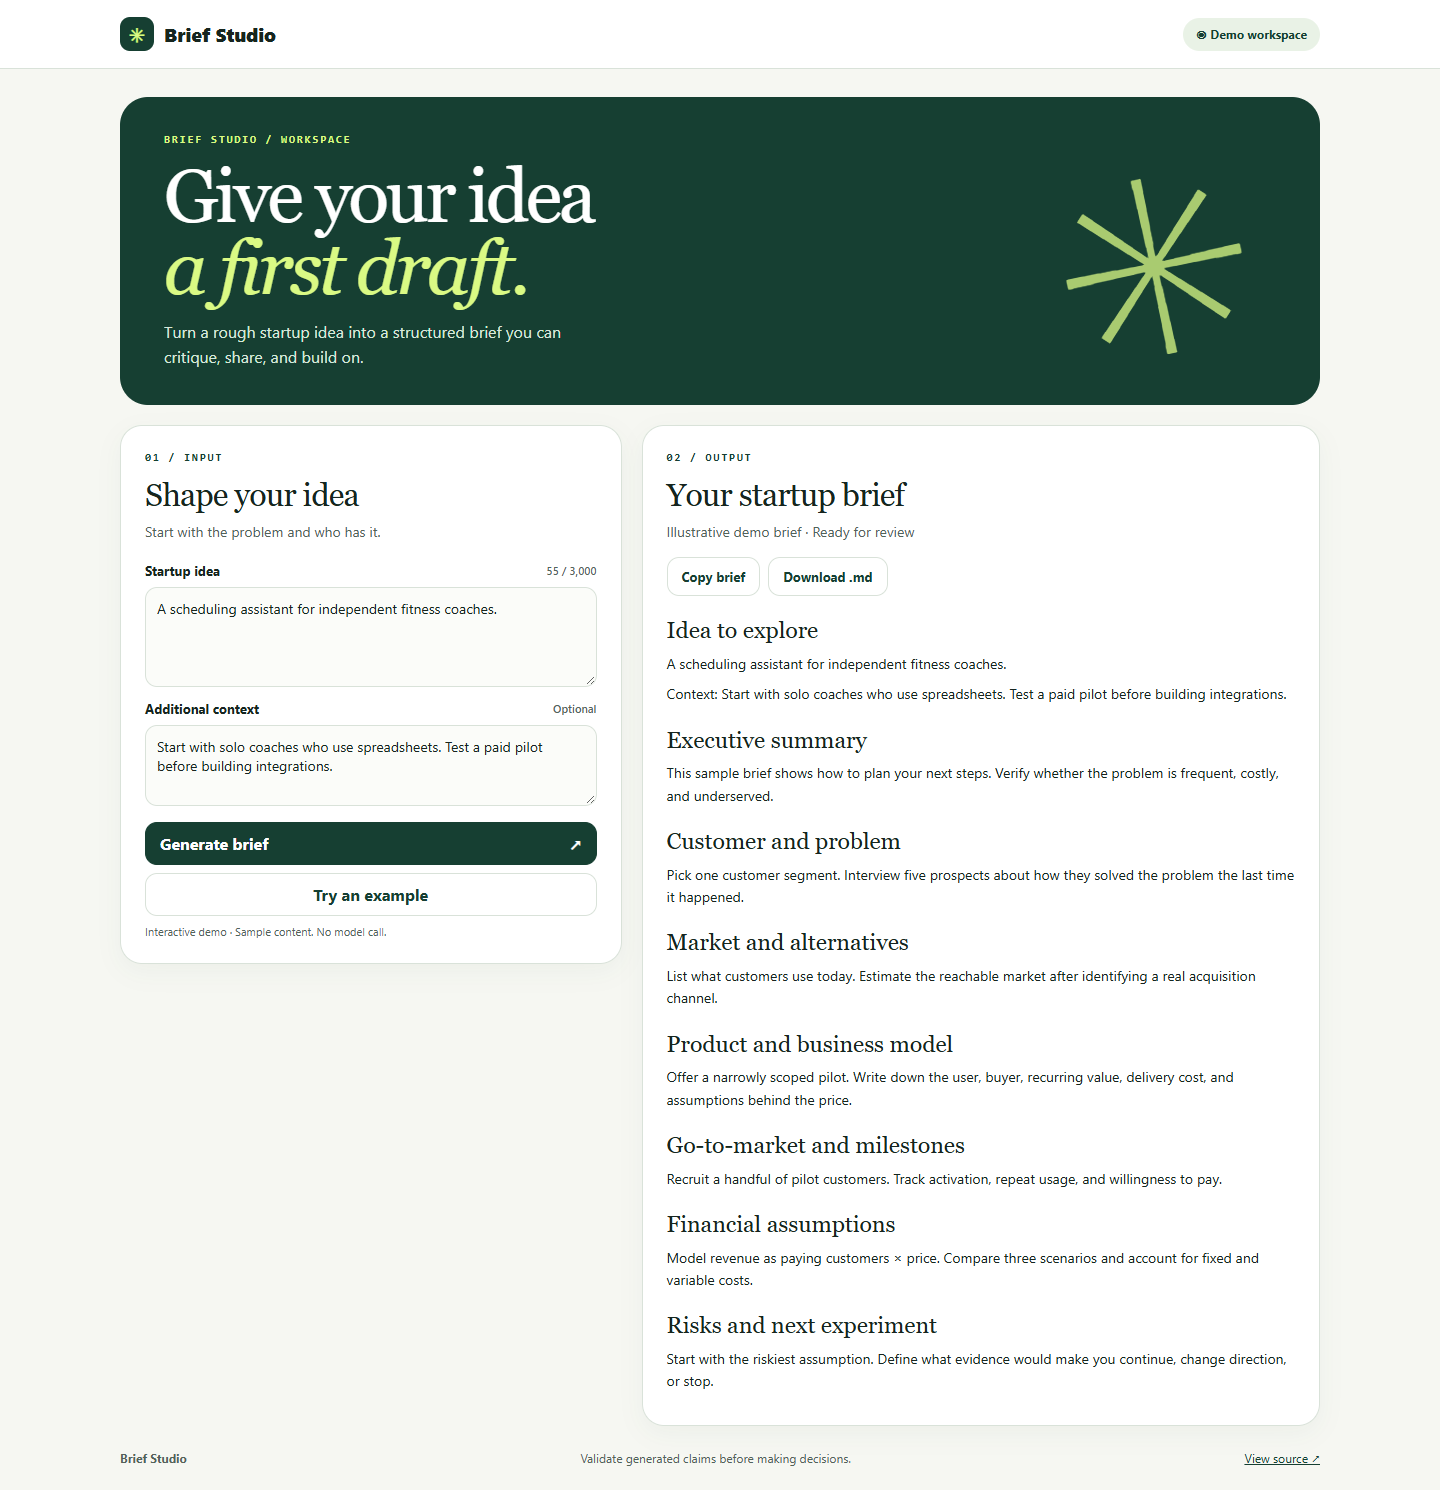 Brief Studio
Demo workspace
BRIEF STUDIO / WORKSPACE
Give your idea
a first draft.
Turn a rough startup idea into a structured brief you can
critique, share, and build on.
01 / INPUT
Shape your idea
Start with the problem and who has it.
Startup idea
55 / 3,000
A scheduling assistant for independent fitness coaches.
Additional context
Optional
Start with solo coaches who use spreadsheets. Test a paid pilot
before building integrations.
Generate brief ↗
Try an example
Interactive demo · Sample content. No model call.
02 / OUTPUT
Your startup brief
Illustrative demo brief · Ready for review
Copy brief
Download .md
Idea to explore
A scheduling assistant for independent fitness coaches.
Context: Start with solo coaches who use spreadsheets. Test a paid pilot before building integrations.
Executive summary
This sample brief shows how to plan your next steps. Verify whether the problem is frequent, costly,
and underserved.
Customer and problem
Pick one customer segment. Interview five prospects about how they solved the problem the last time
it happened.
Market and alternatives
List what customers use today. Estimate the reachable market after identifying a real acquisition
channel.
Product and business model
Offer a narrowly scoped pilot. Write down the user, buyer, recurring value, delivery cost, and
assumptions behind the price.
Go-to-market and milestones
Recruit a handful of pilot customers. Track activation, repeat usage, and willingness to pay.
Financial assumptions
Model revenue as paying customers × price. Compare three scenarios and account for fixed and
variable costs.
Risks and next experiment
Start with the riskiest assumption. Define what evidence would make you continue, change direction,
or stop.
Brief Studio
Validate generated claims before making decisions.
View source ↗